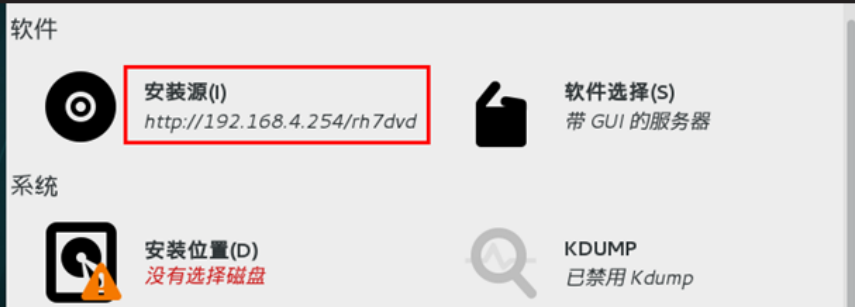 软件
安装源(I)
http://192.168.4.254/rh7dvd
软件选择(S)
带 GUI 的服务器
系统
安装位置(D)
没有选择磁盘
KDUMP
已禁用 Kdump